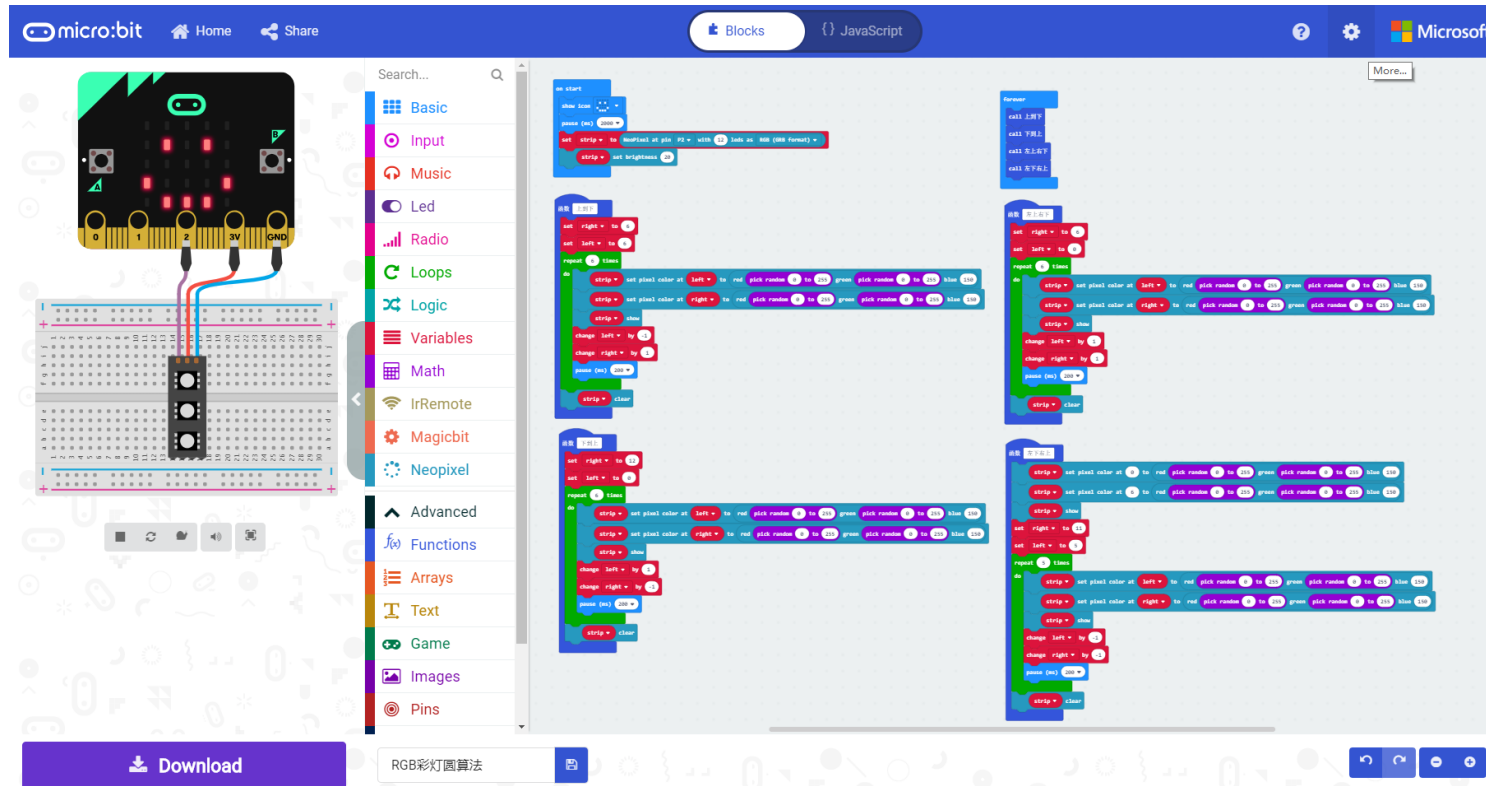 micro:bit Home Share Blocks {} JavaScript ? Microsoft
More...
Search...
Basic
Input
Music
Led
Radio
Loops
Logic
Variables
Math
IrRemote
Magicbit
Neopixel
Advanced
f(x) Functions
Arrays
Text
Game
Images
Pins
A
B
0 1 2 3V GND
Download
RGB彩灯圆算法
on start
show icon
pause (ms) 2000
set strip to NeoPixel at pin P2 with 12 leds as RGB (GRB format)
strip set brightness 20
函数 上到下
set right to 6
set left to 6
repeat 6 times
do
strip set pixel color at left to red pick random 0 to 255 green pick random 0 to 255 blue 150
strip set pixel color at right to red pick random 0 to 255 green pick random 0 to 255 blue 150
strip show
change left by -1
change right by 1
pause (ms) 200
strip clear
函数 下到上
set right to 12
set left to 0
repeat 6 times
do
strip set pixel color at left to red pick random 0 to 255 green pick random 0 to 255 blue 150
strip set pixel color at right to red pick random 0 to 255 green pick random 0 to 255 blue 150
strip show
change left by 1
change right by -1
pause (ms) 200
strip clear
forever
call 上到下
call 下到上
call 左上右下
call 左下右上
函数 左上右下
set right to 6
set left to 0
repeat 6 times
do
strip set pixel color at left to red pick random 0 to 255 green pick random 0 to 255 blue 150
strip set pixel color at right to red pick random 0 to 255 green pick random 0 to 255 blue 150
strip show
change left by 1
change right by 1
pause (ms) 200
strip clear
函数 左下右上
strip set pixel color at 0 to red pick random 0 to 255 green pick random 0 to 255 blue 150
strip set pixel color at 6 to red pick random 0 to 255 green pick random 0 to 255 blue 150
strip show
set right to 11
set left to 5
repeat 5 times
do
strip set pixel color at left to red pick random 0 to 255 green pick random 0 to 255 blue 150
strip set pixel color at right to red pick random 0 to 255 green pick random 0 to 255 blue 150
strip show
change left by -1
change right by -1
pause (ms) 200
strip clear